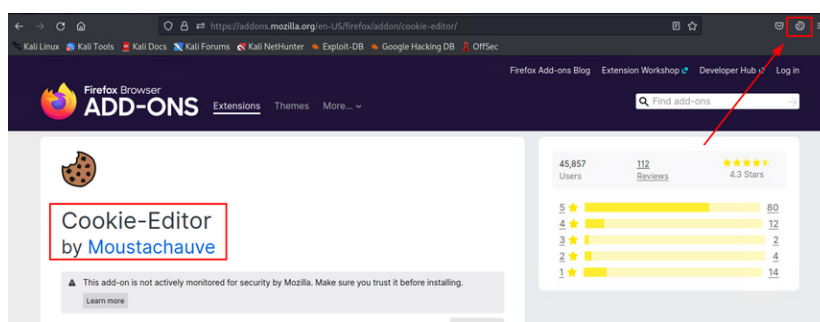 https://addons.mozilla.org/en-US/firefox/addon/cookie-editor/
Kali Linux Kali Tools Kali Docs Kali Forums Kali NetHunter Exploit-DB Google Hacking DB OffSec
Firefox Add-ons Blog Extension Workshop Developer Hub Log in
Firefox Browser
ADD-ONS Extensions Themes More...
Find add-ons
45,857 112
Users Reviews 4.3 Stars
Cookie-Editor
by Moustachauve
5 80
4 12
3 2
2 4
1 14
This add-on is not actively monitored for security by Mozilla. Make sure you trust it before installing.
Learn more